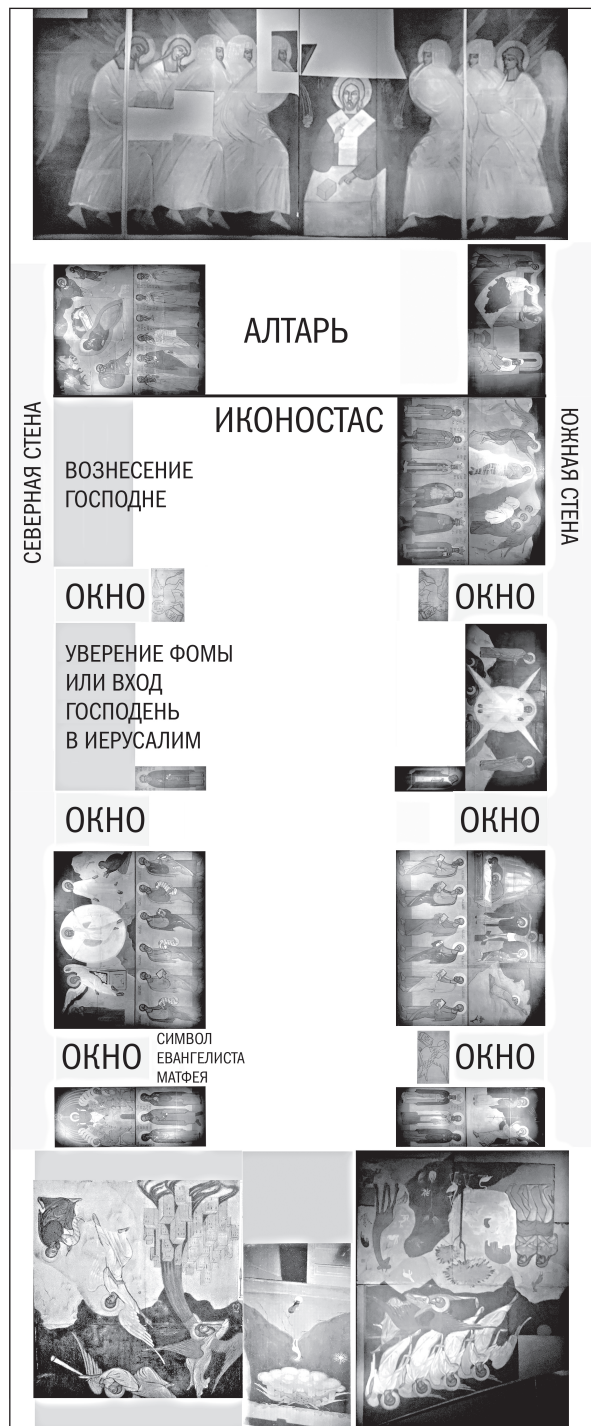 АЛТАРЬ
ИКОНОСТАС
СЕВЕРНАЯ СТЕНА
ЮЖНАЯ СТЕНА
ВОЗНЕСЕНИЕ
ГОСПОДНЕ
ОКНО
ОКНО
УВЕРЕНИЕ ФОМЫ
ИЛИ ВХОД
ГОСПОДЕНЬ
В ИЕРУСАЛИМ
ОКНО
ОКНО
ОКНО
СИМВОЛ
ЕВАНГЕЛИСТА
МАТФЕЯ
ОКНО